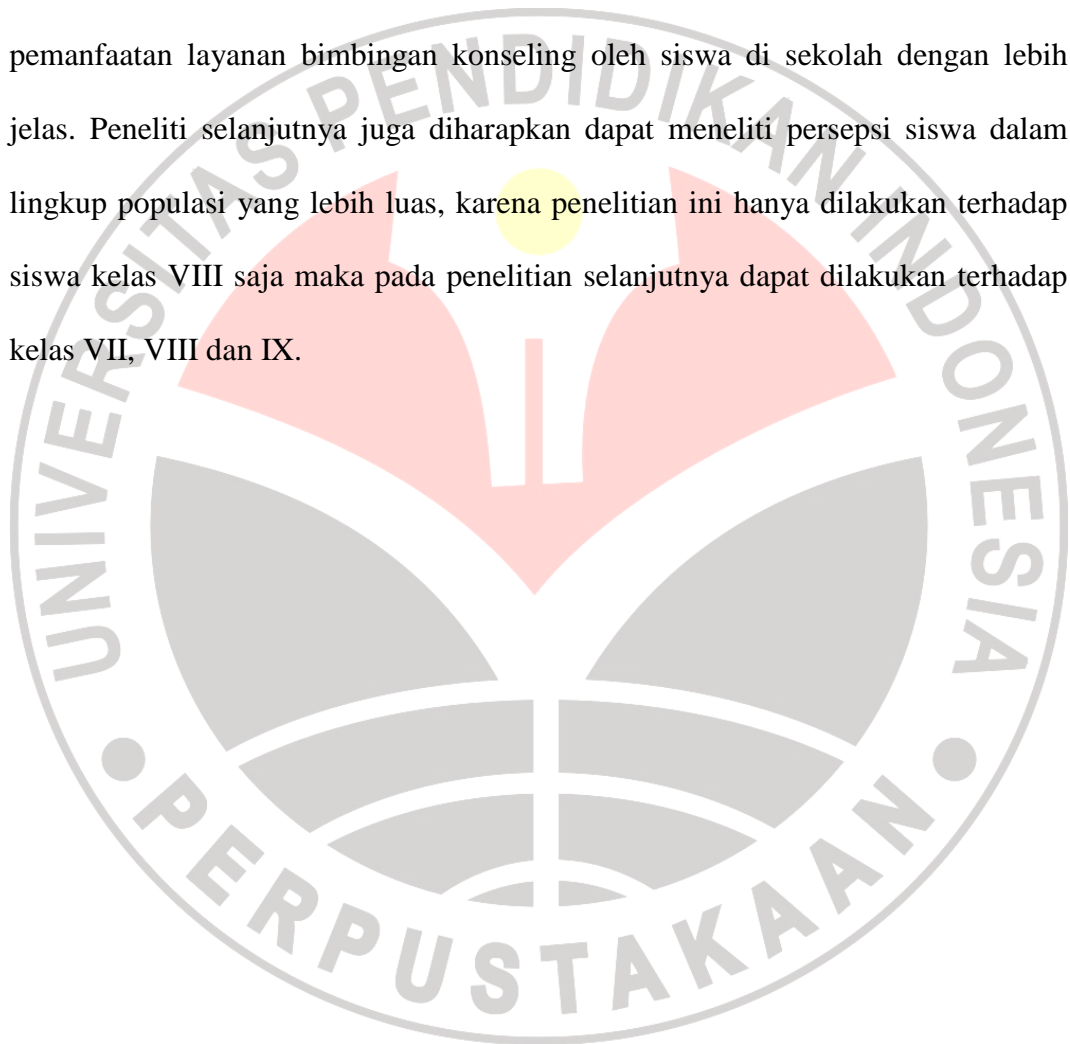 pemanfaatan layanan bimbingan konseling oleh siswa di sekolah dengan lebih
jelas. Peneliti selanjutnya juga diharapkan dapat meneliti persepsi siswa dalam
lingkup populasi yang lebih luas, karena penelitian ini hanya dilakukan terhadap
siswa kelas VIII saja maka pada penelitian selanjutnya dapat dilakukan terhadap
kelas VII, VIII dan IX.
UNIVERSITAS PENDIDIKAN INDONESIA
PERPUSTAKAAN